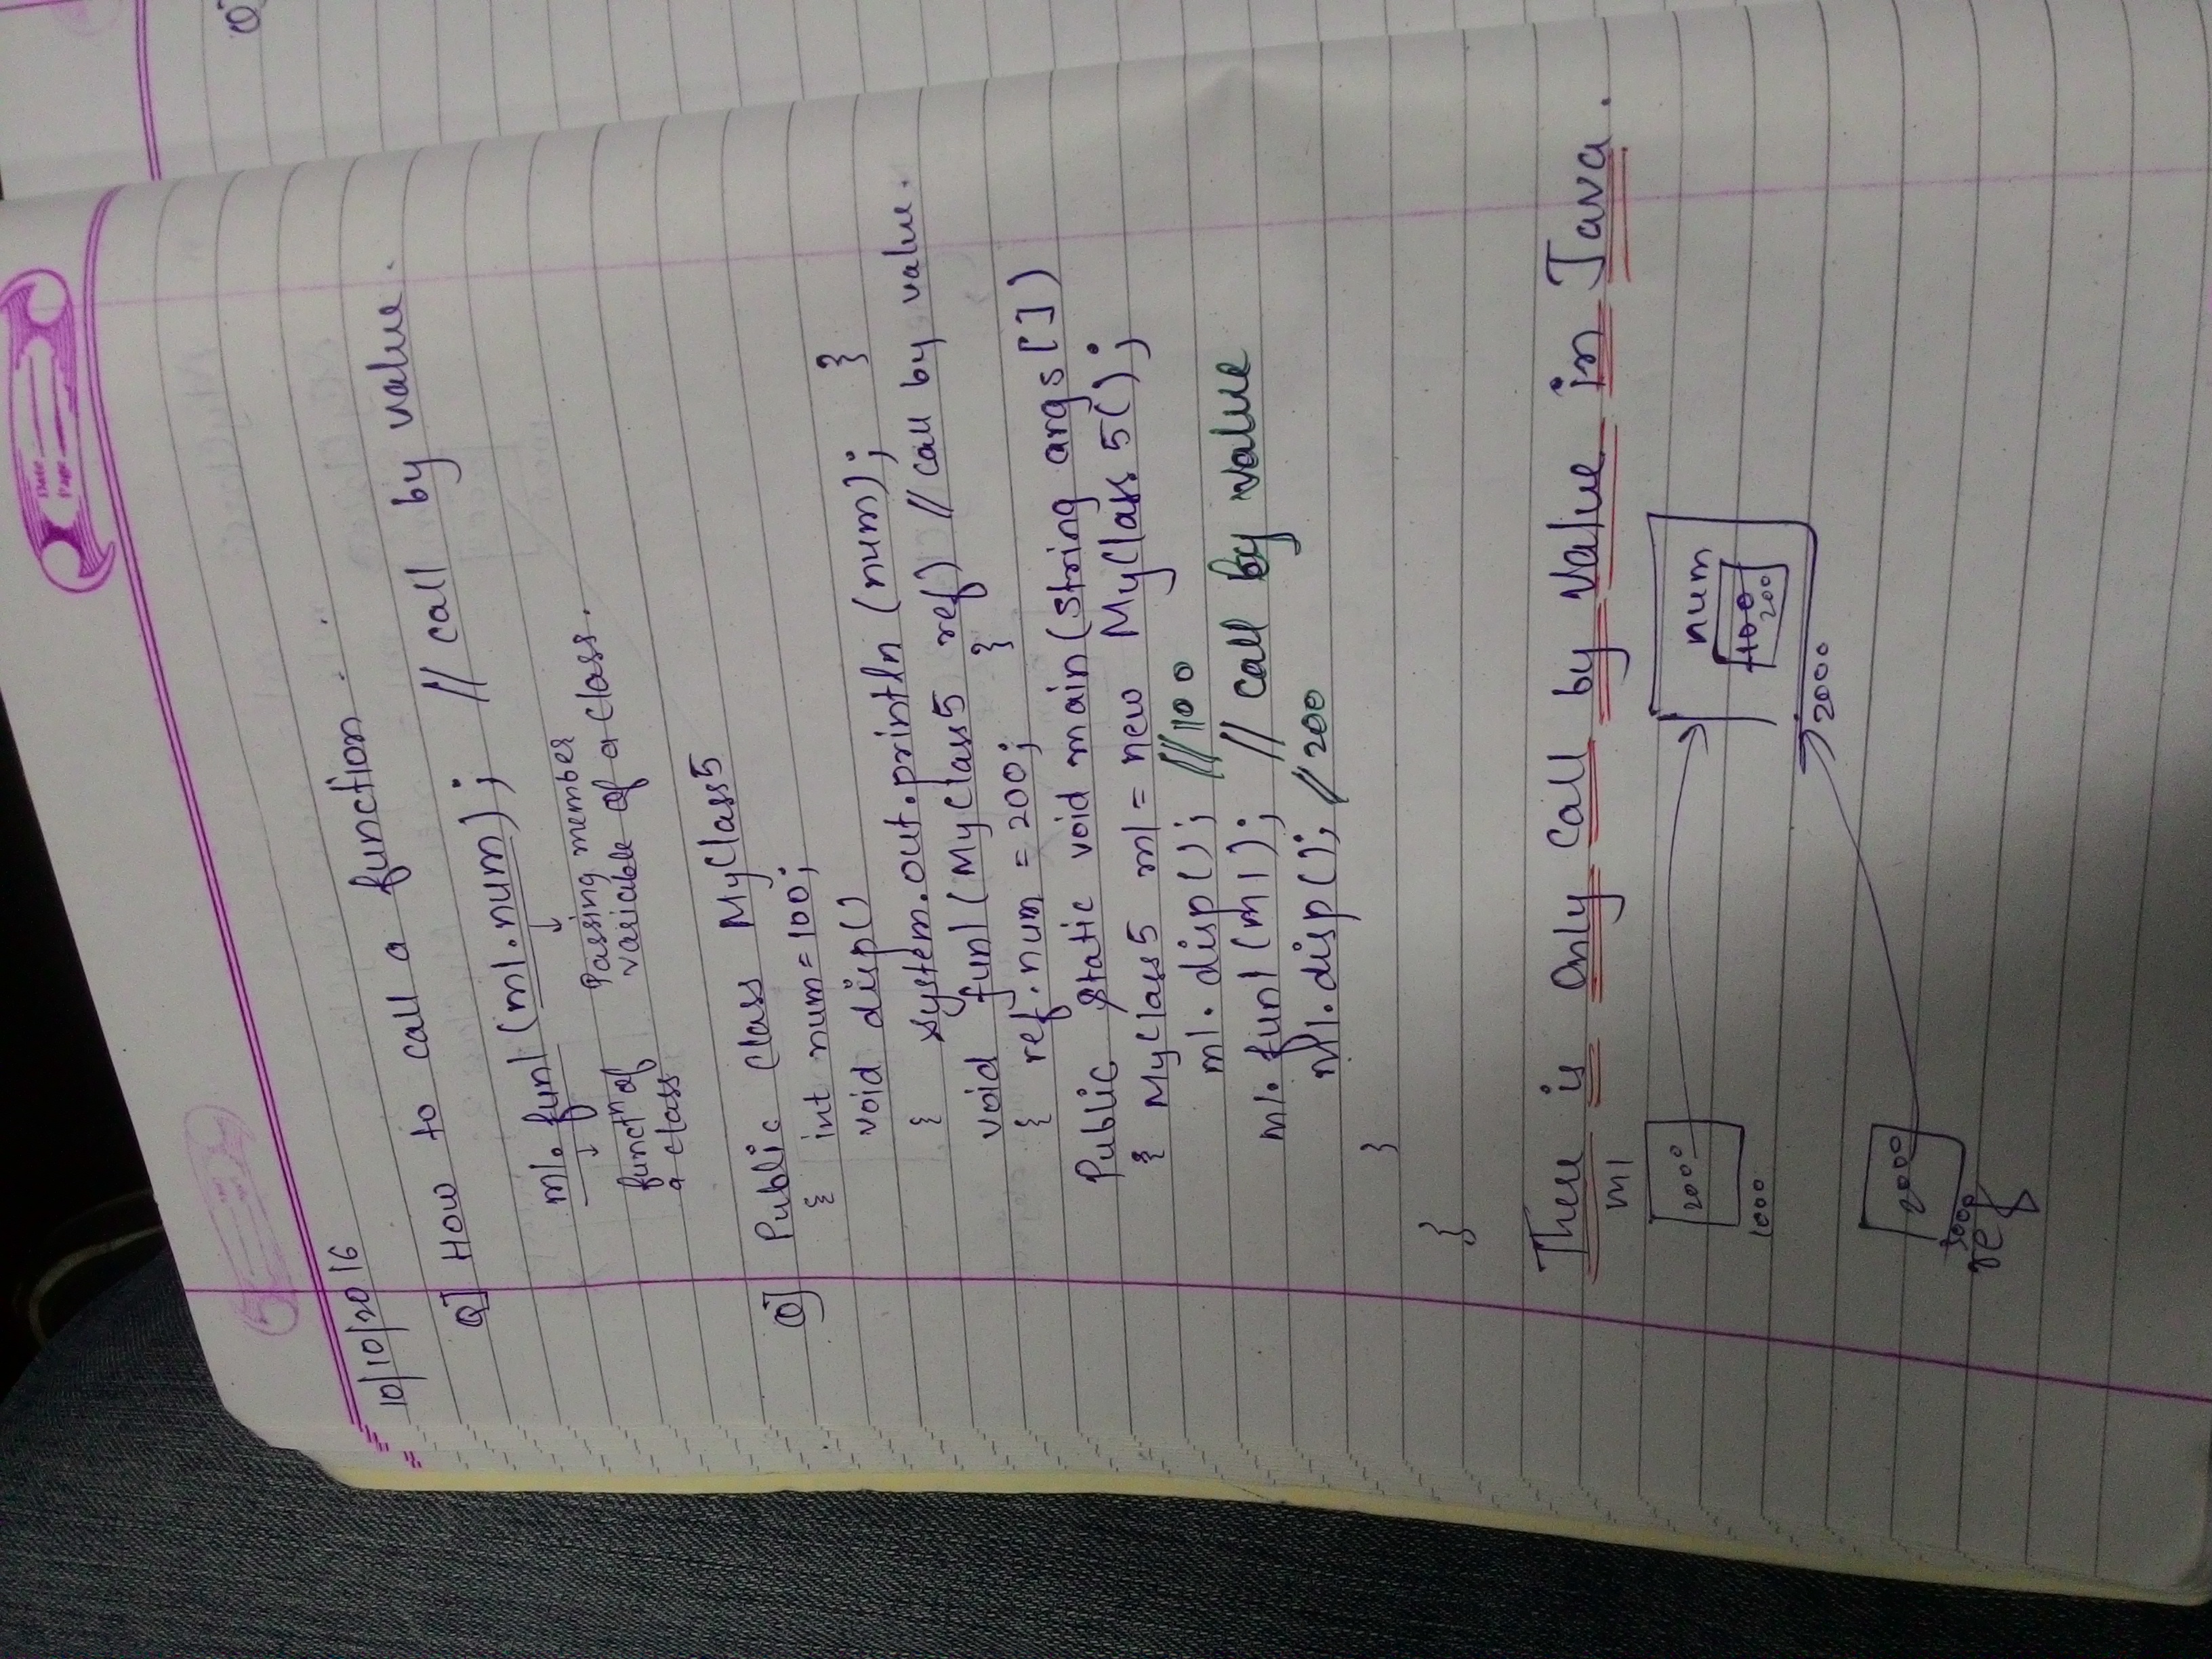 Date
Page
10/10/2016
Q] How to call a function.
m1.fun1(m1.num); // call by value.
functn of
a class
Passing member
variable of a class.
Q] Public Class MyClass5
{ int num=100;
void disp()
{ System.out.println (num); }
void fun1(MyClass5 ref) // call by value.
{ ref.num = 200; }
Public static void main(String args[])
{ MyClass5 m1 = new MyClass5();
m1.disp(); //100
m1.fun1(m1); // call by value
m1.disp(); //200
}
}
There is Only Call by Value in Java.
m1
2000
1000
num
100
200
2000
2000
3000
ref
Q]